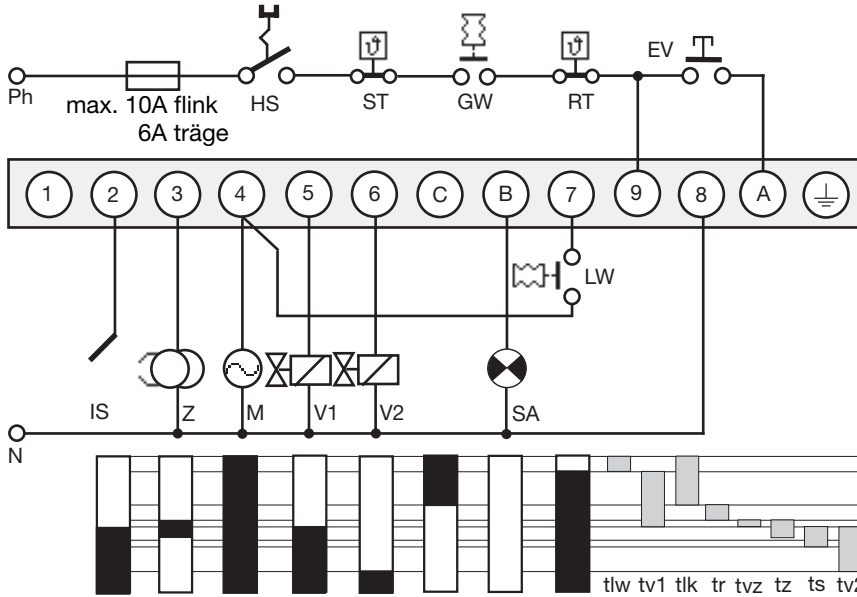 EV
Ph
HS
ST
GW
RT
max. 10A flink
6A träge
1 2 3 4 5 6 C B 7 9 8 A
LW
IS Z M V1 V2 SA
N
tlw tv1 tlk tr tvz tz ts tv2